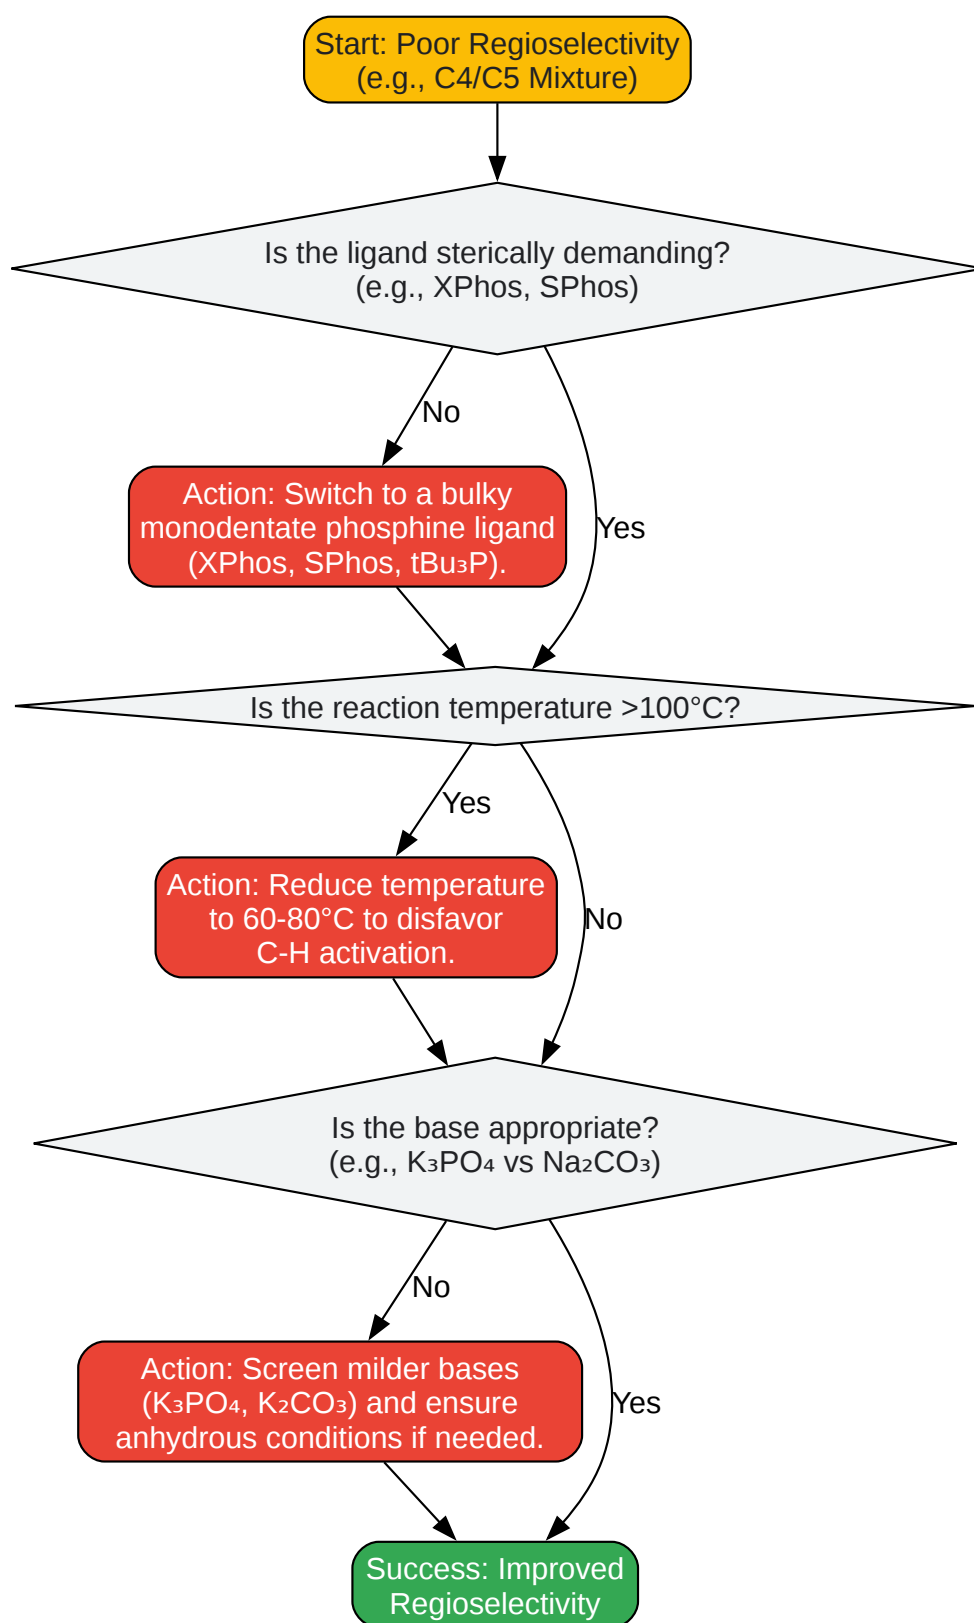 Start: Poor Regioselectivity
(e.g., C4/C5 Mixture)
Is the ligand sterically demanding?
(e.g., XPhos, SPhos)
No
Action: Switch to a bulky
monodentate phosphine ligand
(XPhos, SPhos, tBu₃P).
Yes
Is the reaction temperature >100°C?
Yes
Action: Reduce temperature
to 60-80°C to disfavor
C-H activation.
No
Is the base appropriate?
(e.g., K₃PO₄ vs Na₂CO₃)
No
Action: Screen milder bases
(K₃PO₄, K₂CO₃) and ensure
anhydrous conditions if needed.
Yes
Success: Improved
Regioselectivity